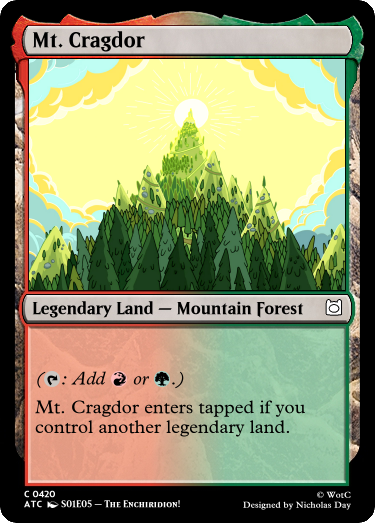 Mt. Cragdor
Legendary Land — Mountain Forest
(: Add or .)
Mt. Cragdor enters tapped if you
control another legendary land.
C 0420
© WotC
ATC S01E05 — The Enchiridion!
Designed by Nicholas Day